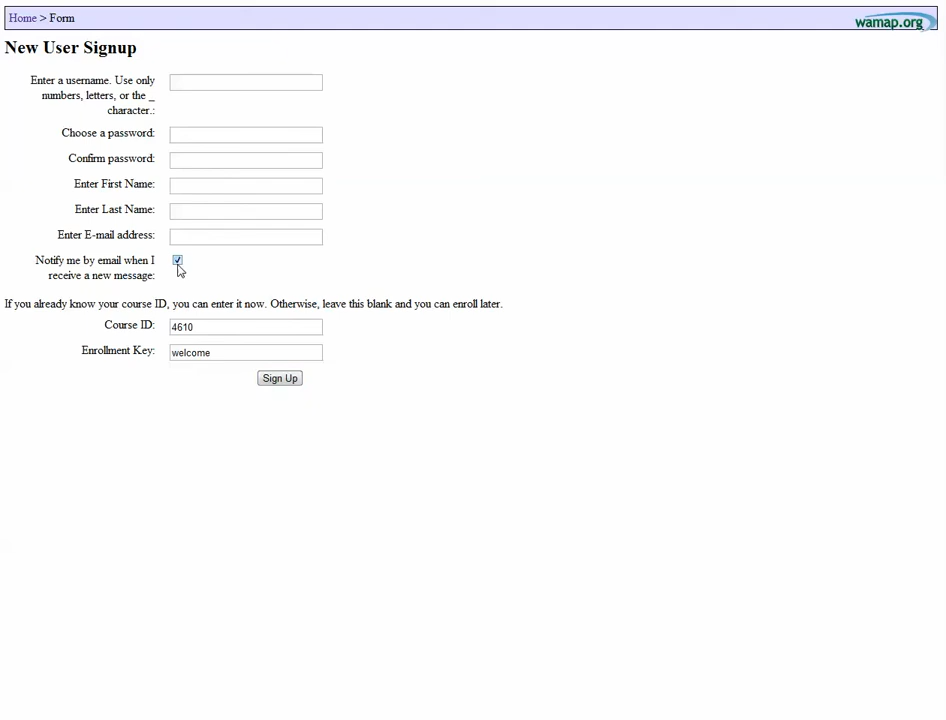 Home > Form
wamap.org
New User Signup
Enter a username. Use only
numbers, letters, or the _
character.:
Choose a password:
Confirm password:
Enter First Name:
Enter Last Name:
Enter E-mail address:
Notify me by email when I
receive a new message:
If you already know your course ID, you can enter it now. Otherwise, leave this blank and you can enroll later.
Course ID: 4610
Enrollment Key: welcome
Sign Up